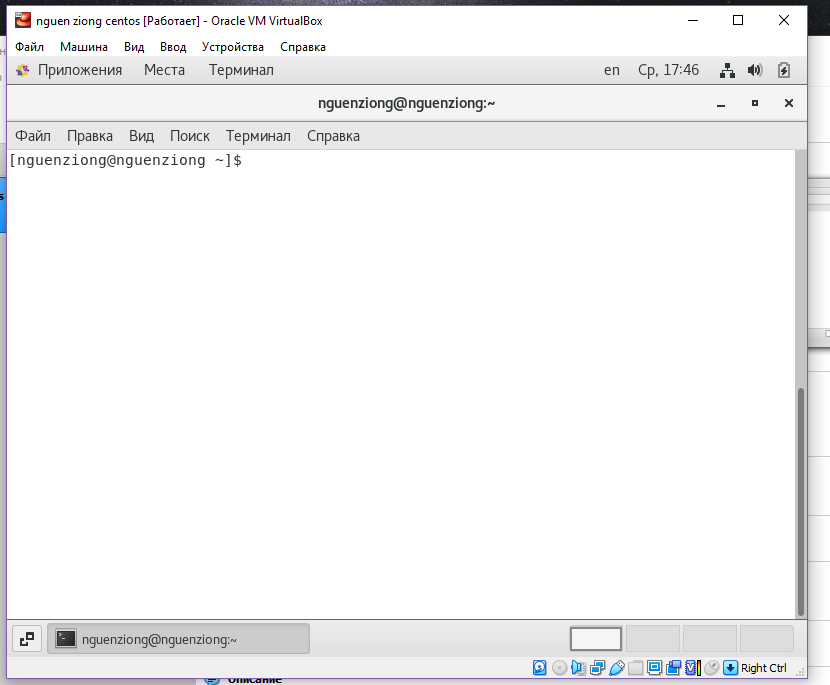 nguen ziong centos [Работает] - Oracle VM VirtualBox
Файл Машина Вид Ввод Устройства Справка
Приложения Места Терминал en Ср, 17:46
nguenziong@nguenziong:~
Файл Правка Вид Поиск Терминал Справка
[nguenziong@nguenziong ~]$
nguenziong@nguenziong:~
Right Ctrl
Описание